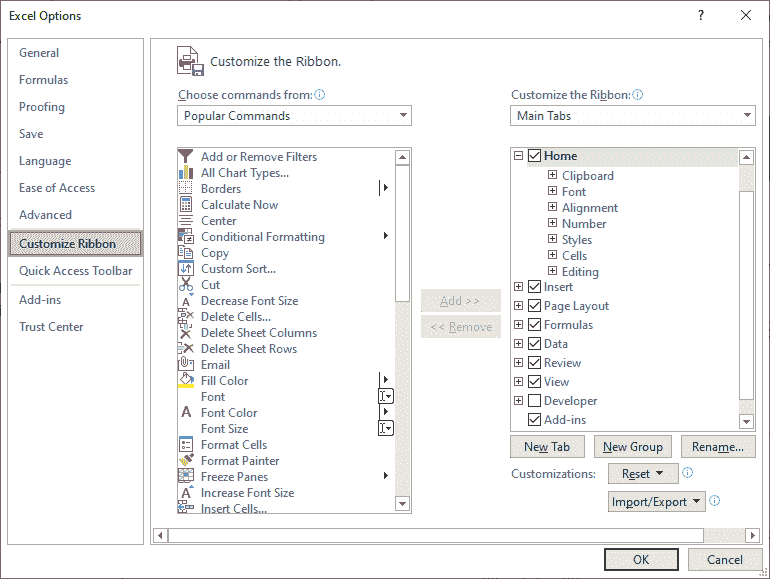 Excel Options
?
General
Formulas
Proofing
Save
Language
Ease of Access
Advanced
Customize Ribbon
Quick Access Toolbar
Add-ins
Trust Center
Customize the Ribbon.
Choose commands from:
Popular Commands
Add or Remove Filters
All Chart Types...
Borders
Calculate Now
Center
Conditional Formatting
Copy
Custom Sort...
Cut
Decrease Font Size
Delete Cells...
Delete Sheet Columns
Delete Sheet Rows
Email
Fill Color
Font
Font Color
Font Size
Format Cells
Format Painter
Freeze Panes
Increase Font Size
Insert Cells...
Add >>
<< Remove
Customize the Ribbon:
Main Tabs
Home
Clipboard
Font
Alignment
Number
Styles
Cells
Editing
Insert
Page Layout
Formulas
Data
Review
View
Developer
Add-ins
New Tab
New Group
Rename...
Customizations:
Reset
Import/Export
OK
Cancel